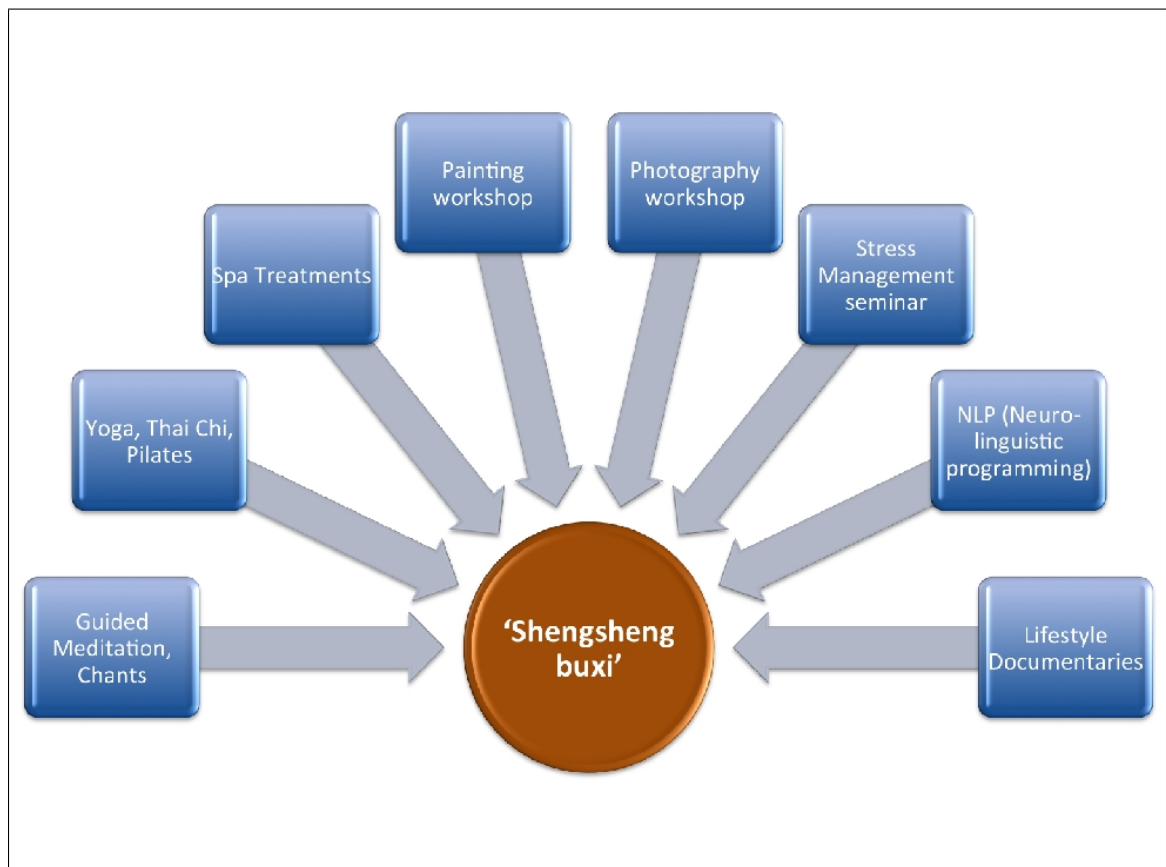 Painting
workshop
Photography
workshop
Spa Treatments
Stress
Management
seminar
Yoga, Thai Chi,
Pilates
NLP (Neuro-
linguistic
programming)
Guided
Meditation,
Chants
‘Shengsheng
buxi’
Lifestyle
Documentaries